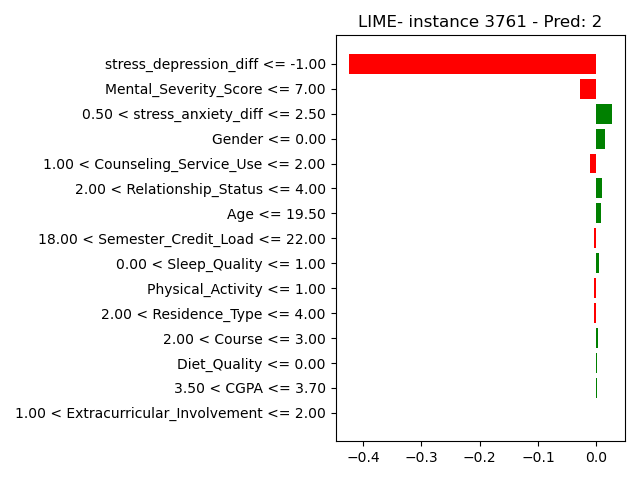 LIME- instance 3761 - Pred: 2
stress_depression_diff <= -1.00
Mental_Severity_Score <= 7.00
0.50 < stress_anxiety_diff <= 2.50
Gender <= 0.00
1.00 < Counseling_Service_Use <= 2.00
2.00 < Relationship_Status <= 4.00
Age <= 19.50
18.00 < Semester_Credit_Load <= 22.00
0.00 < Sleep_Quality <= 1.00
Physical_Activity <= 1.00
2.00 < Residence_Type <= 4.00
2.00 < Course <= 3.00
Diet_Quality <= 0.00
3.50 < CGPA <= 3.70
1.00 < Extracurricular_Involvement <= 2.00
−0.4 −0.3 −0.2 −0.1 0.0